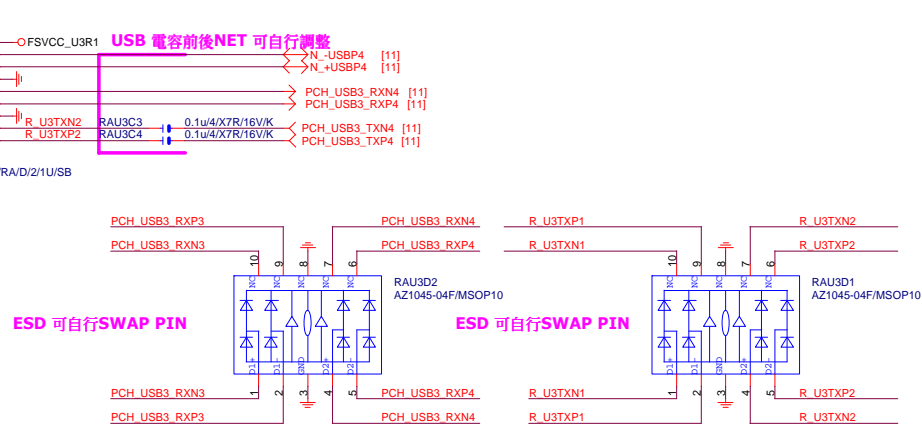 FSVCC_U3R1
USB 電容前後NET 可自行調整
N_-USBP4 [11]
N_+USBP4 [11]
PCH_USB3_RXN4 [11]
PCH_USB3_RXP4 [11]
R_U3TXN2 RAU3C3 0.1u/4/X7R/16V/K PCH_USB3_TXN4 [11]
R_U3TXP2 RAU3C4 0.1u/4/X7R/16V/K PCH_USB3_TXP4 [11]
/RA/D/2/1U/SB
PCH_USB3_RXP3 PCH_USB3_RXN4 R_U3TXP1 R_U3TXN2
PCH_USB3_RXN3 PCH_USB3_RXP4 R_U3TXN1 R_U3TXP2
10 9 8 7 6 10 9 8 7 6
NC NC NC NC NC NC NC NC
RAU3D2 RAU3D1
AZ1045-04F/MSOP10 AZ1045-04F/MSOP10
ESD 可自行SWAP PIN ESD 可自行SWAP PIN
D1+ D1- GND D2+ D2- D1+ D1- GND D2+ D2-
1 2 3 4 5 1 2 3 4 5
PCH_USB3_RXN3 PCH_USB3_RXP4 R_U3TXN1 R_U3TXP2
PCH_USB3_RXP3 PCH_USB3_RXN4 R_U3TXP1 R_U3TXN2